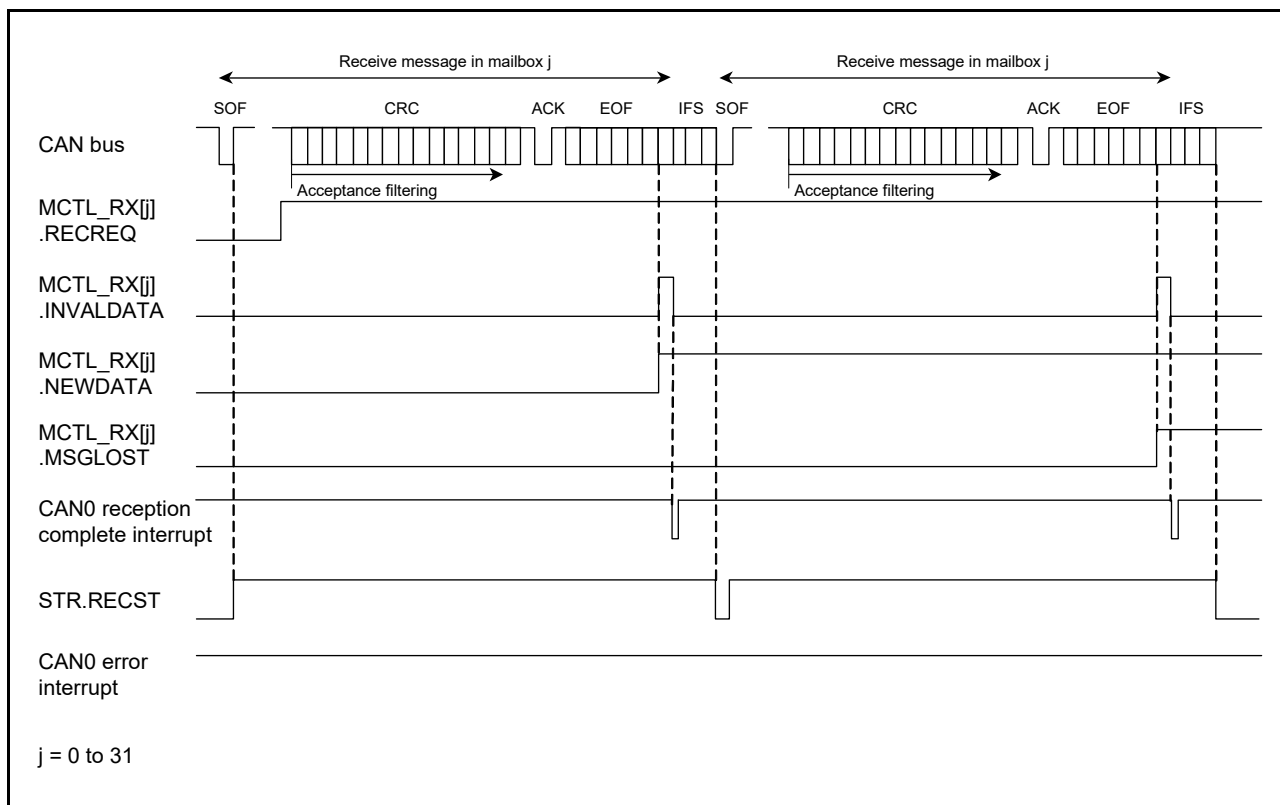 Receive message in mailbox j Receive message in mailbox j
SOF CRC ACK EOF IFS SOF CRC ACK EOF IFS
CAN bus
Acceptance filtering Acceptance filtering
MCTL_RX[j]
.RECREQ
MCTL_RX[j]
.INVALDATA
MCTL_RX[j]
.NEWDATA
MCTL_RX[j]
.MSGLOST
CAN0 reception
complete interrupt
STR.RECST
CAN0 error
interrupt
j = 0 to 31